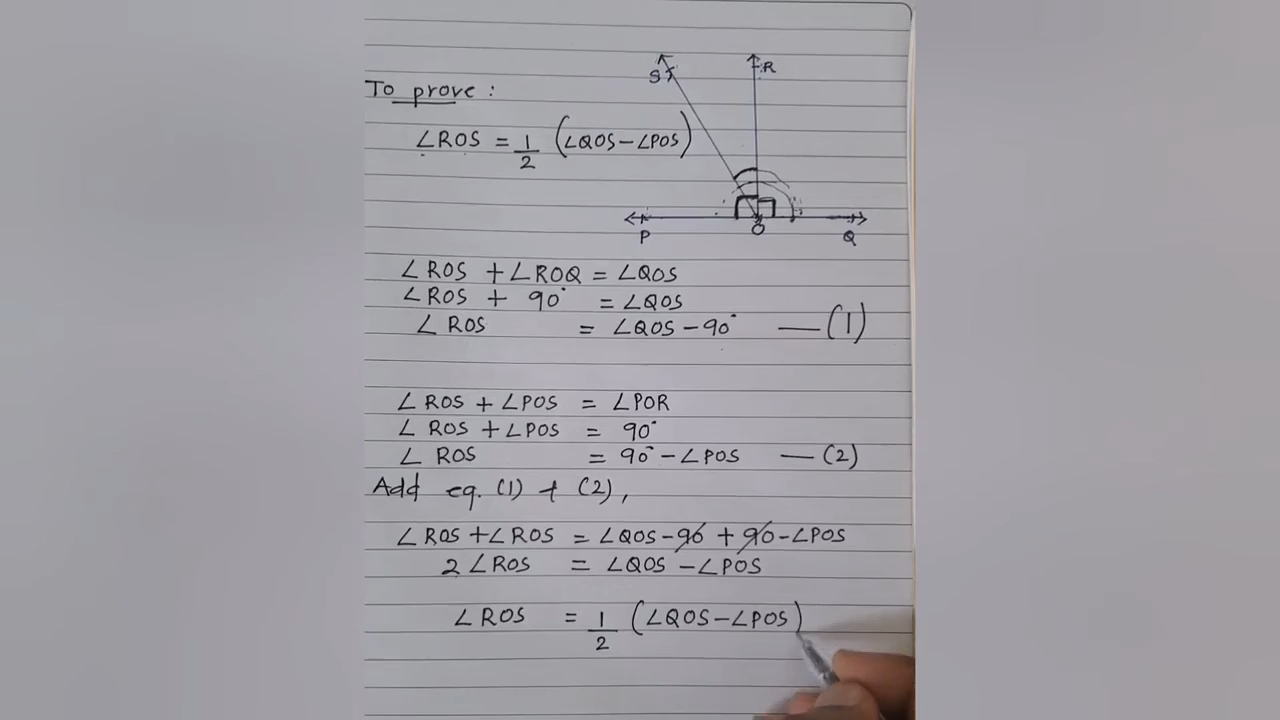 To prove :
∠ROS = 1/2 (∠QOS − ∠POS)
S R
P O Q
∠ROS + ∠ROQ = ∠QOS
∠ROS + 90° = ∠QOS
∠ROS = ∠QOS − 90° — (1)
∠ROS + ∠POS = ∠POR
∠ROS + ∠POS = 90°
∠ROS = 90° − ∠POS — (2)
Add eq. (1) + (2),
∠ROS + ∠ROS = ∠QOS − 90 + 90 − ∠POS
2 ∠ROS = ∠QOS − ∠POS
∠ROS = 1/2 (∠QOS − ∠POS)